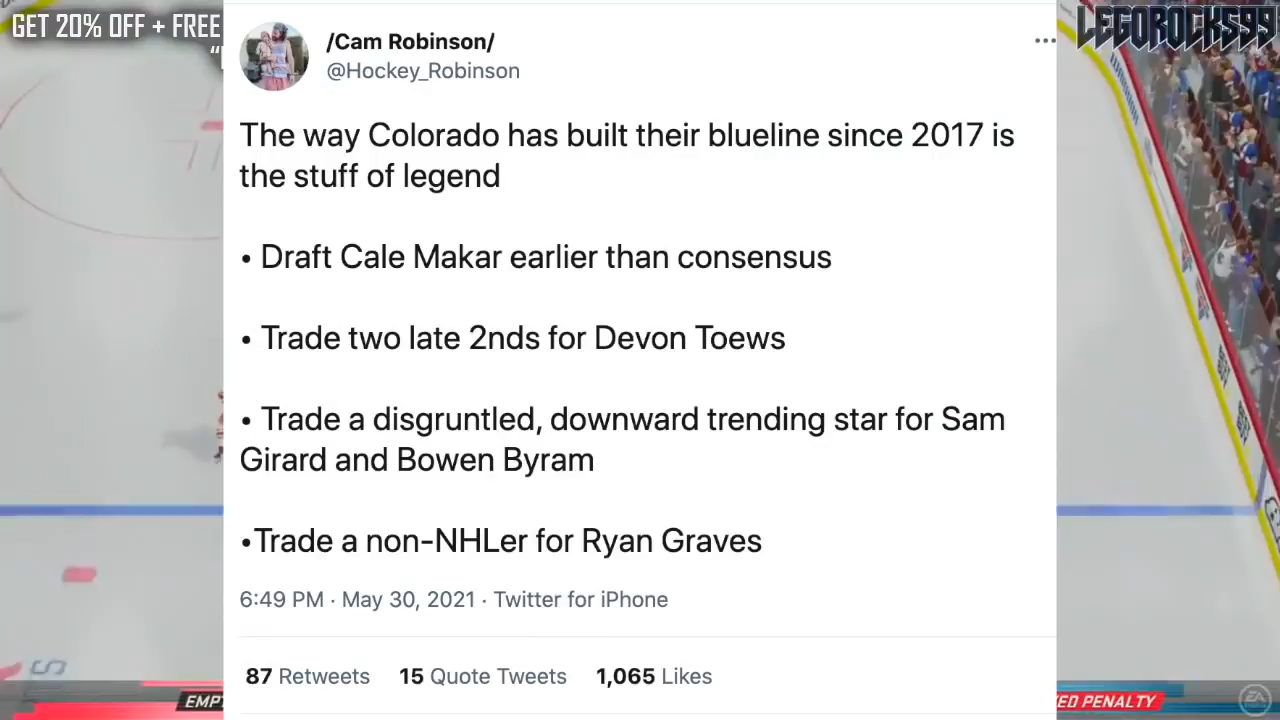 GET 20% OFF + FREE
LEGOROCKS99
/Cam Robinson/
@Hockey_Robinson
The way Colorado has built their blueline since 2017 is
the stuff of legend
• Draft Cale Makar earlier than consensus
• Trade two late 2nds for Devon Toews
• Trade a disgruntled, downward trending star for Sam
Girard and Bowen Byram
•Trade a non-NHLer for Ryan Graves
6:49 PM · May 30, 2021 · Twitter for iPhone
87 Retweets 15 Quote Tweets 1,065 Likes
PENALTY
EA